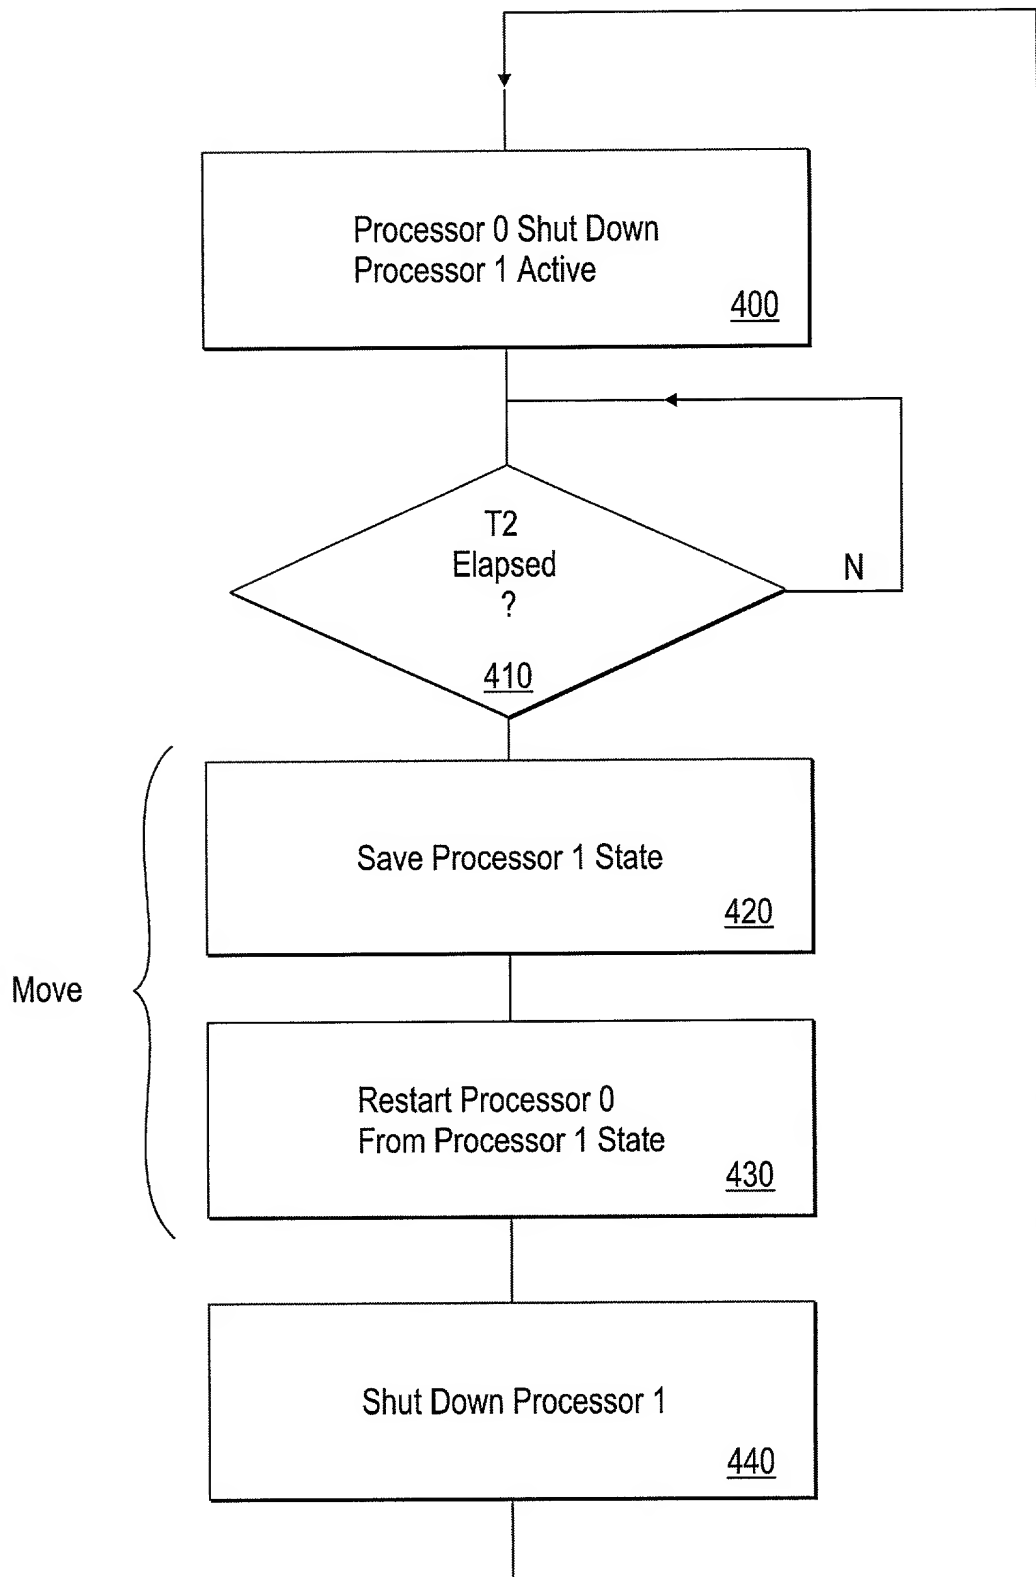 Processor 0 Shut Down
Processor 1 Active
400
T2
Elapsed
?
N
410
Save Processor 1 State
420
Move
Restart Processor 0
From Processor 1 State
430
Shut Down Processor 1
440